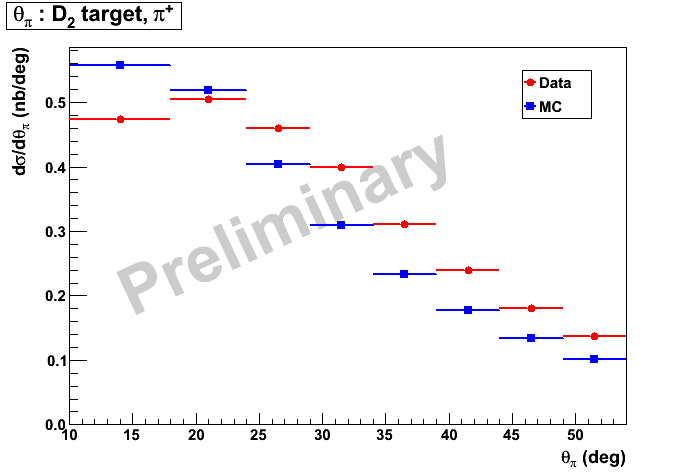 θπ : D2 target, π+
dσ/dθπ (nb/deg)
Data
MC
Preliminary
0.5
0.4
0.3
0.2
0.1
0.0
10 15 20 25 30 35 40 45 50
θπ (deg)